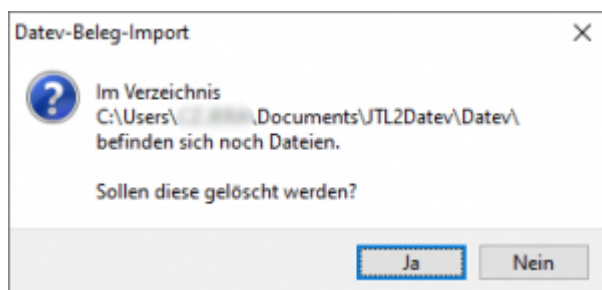 Datev-Beleg-Import
Im Verzeichnis
C:\Users\ \Documents\JTL2Datev\Datev\
befinden sich noch Dateien.
Sollen diese gelöscht werden?
Ja
Nein